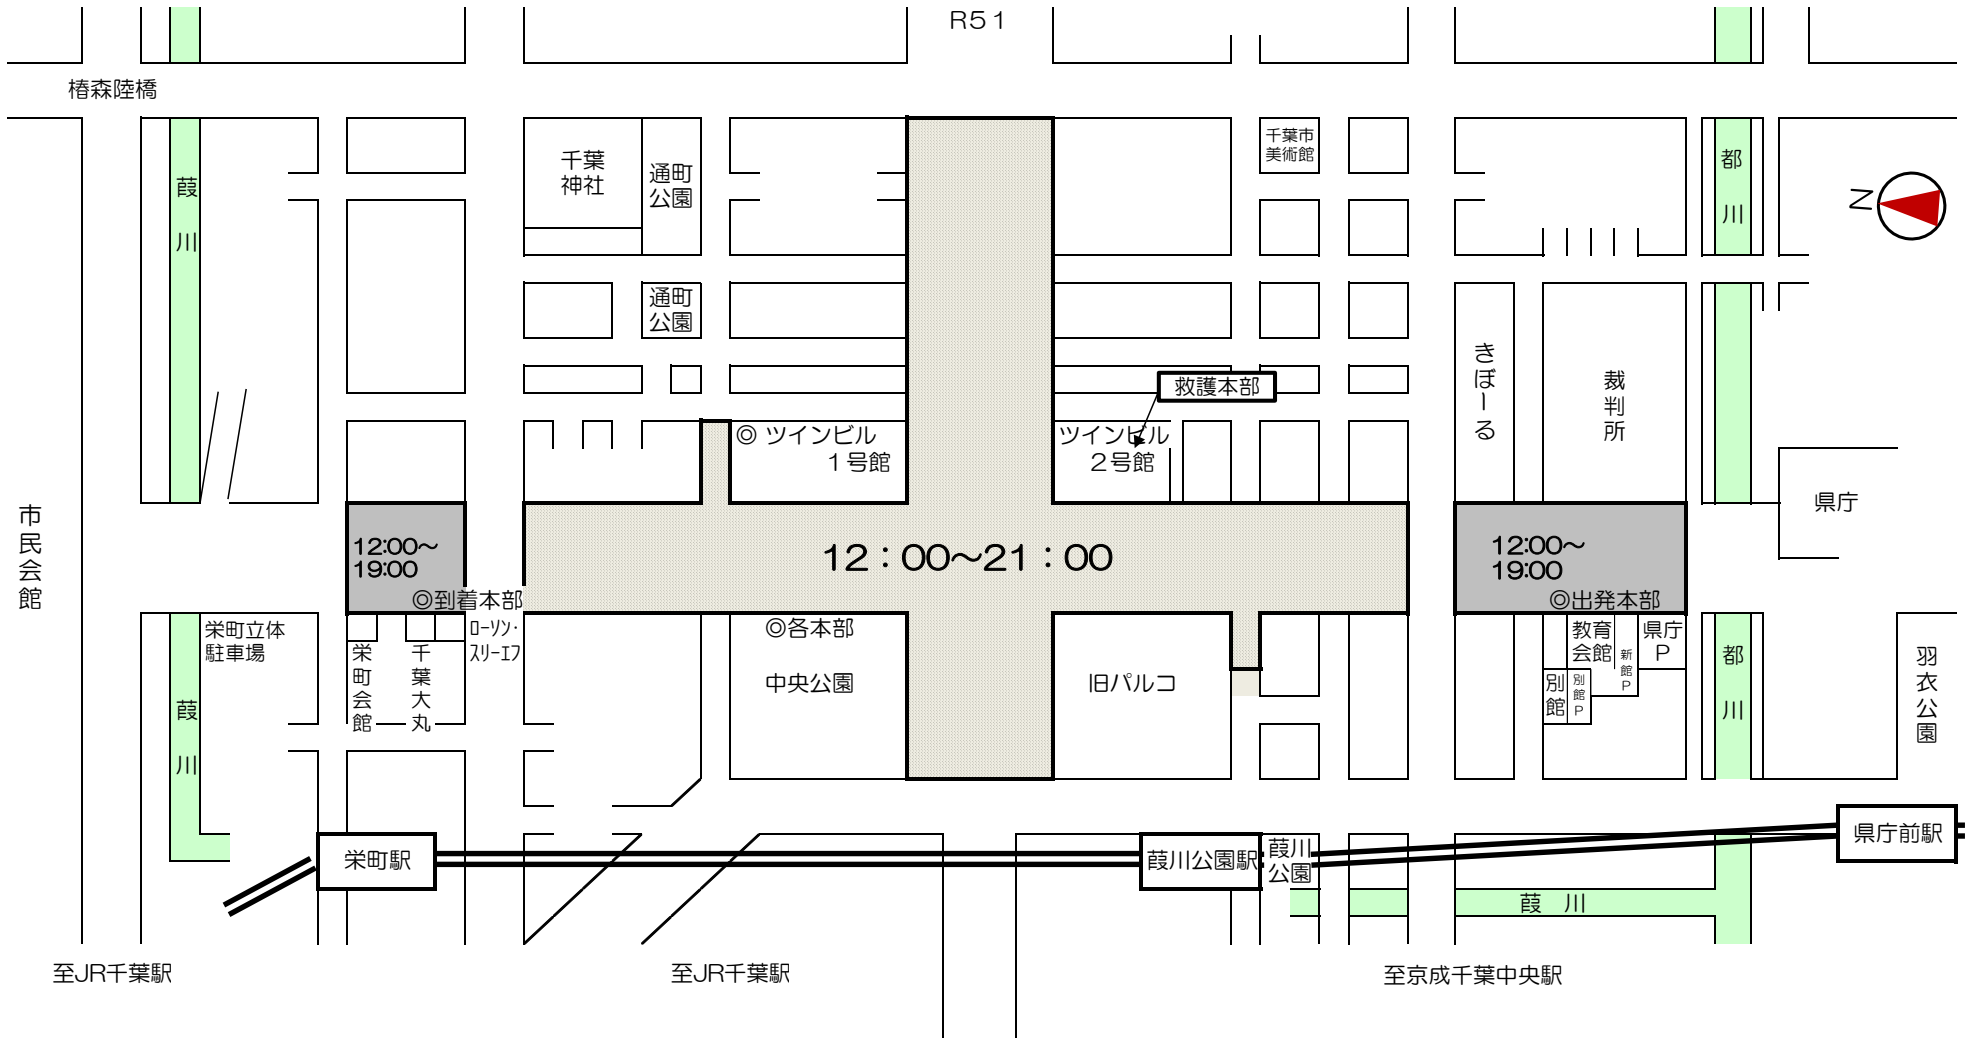 R51
椿森陸橋
千葉
神社
通町
公園
千葉市
美術館
葭
川
都
川
N
通町
公園
きぼーる
裁判所
救護本部
◎ ツインビル
1号館
ツインビル
2号館
市民会館
県庁
12:00~
19:00
12:00~21:00
12:00~
19:00
◎到着本部
◎出発本部
栄町立体
駐車場
栄町会館
千葉大丸
ローソン・
スリーエフ
◎各本部
中央公園
旧パルコ
教育
会館
新館P
県庁
P
別館
別館P
葭
川
都
川
羽衣公園
栄町駅
葭川公園駅
葭川
公園
県庁前駅
葭 川
至JR千葉駅
至JR千葉駅
至京成千葉中央駅